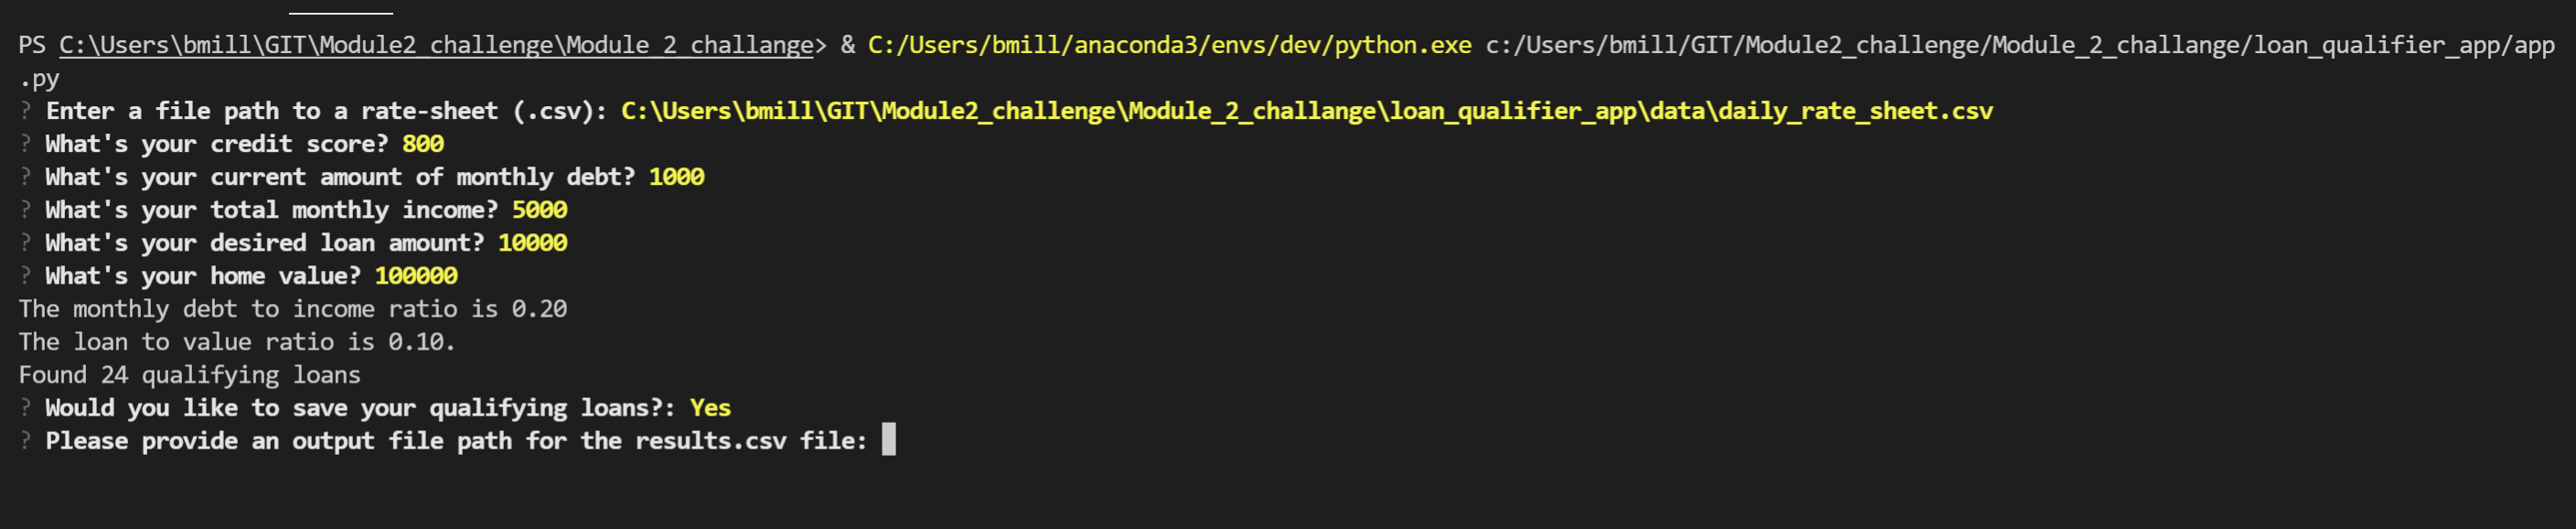 PS C:\Users\bmill\GIT\Module2_challenge\Module_2_challange> & C:/Users/bmill/anaconda3/envs/dev/python.exe c:/Users/bmill/GIT/Module2_challenge/Module_2_challange/loan_qualifier_app/app
.py
? Enter a file path to a rate-sheet (.csv): C:\Users\bmill\GIT\Module2_challenge\Module_2_challange\loan_qualifier_app\data\daily_rate_sheet.csv
? What's your credit score? 800
? What's your current amount of monthly debt? 1000
? What's your total monthly income? 5000
? What's your desired loan amount? 10000
? What's your home value? 100000
The monthly debt to income ratio is 0.20
The loan to value ratio is 0.10.
Found 24 qualifying loans
? Would you like to save your qualifying loans?: Yes
? Please provide an output file path for the results.csv file: